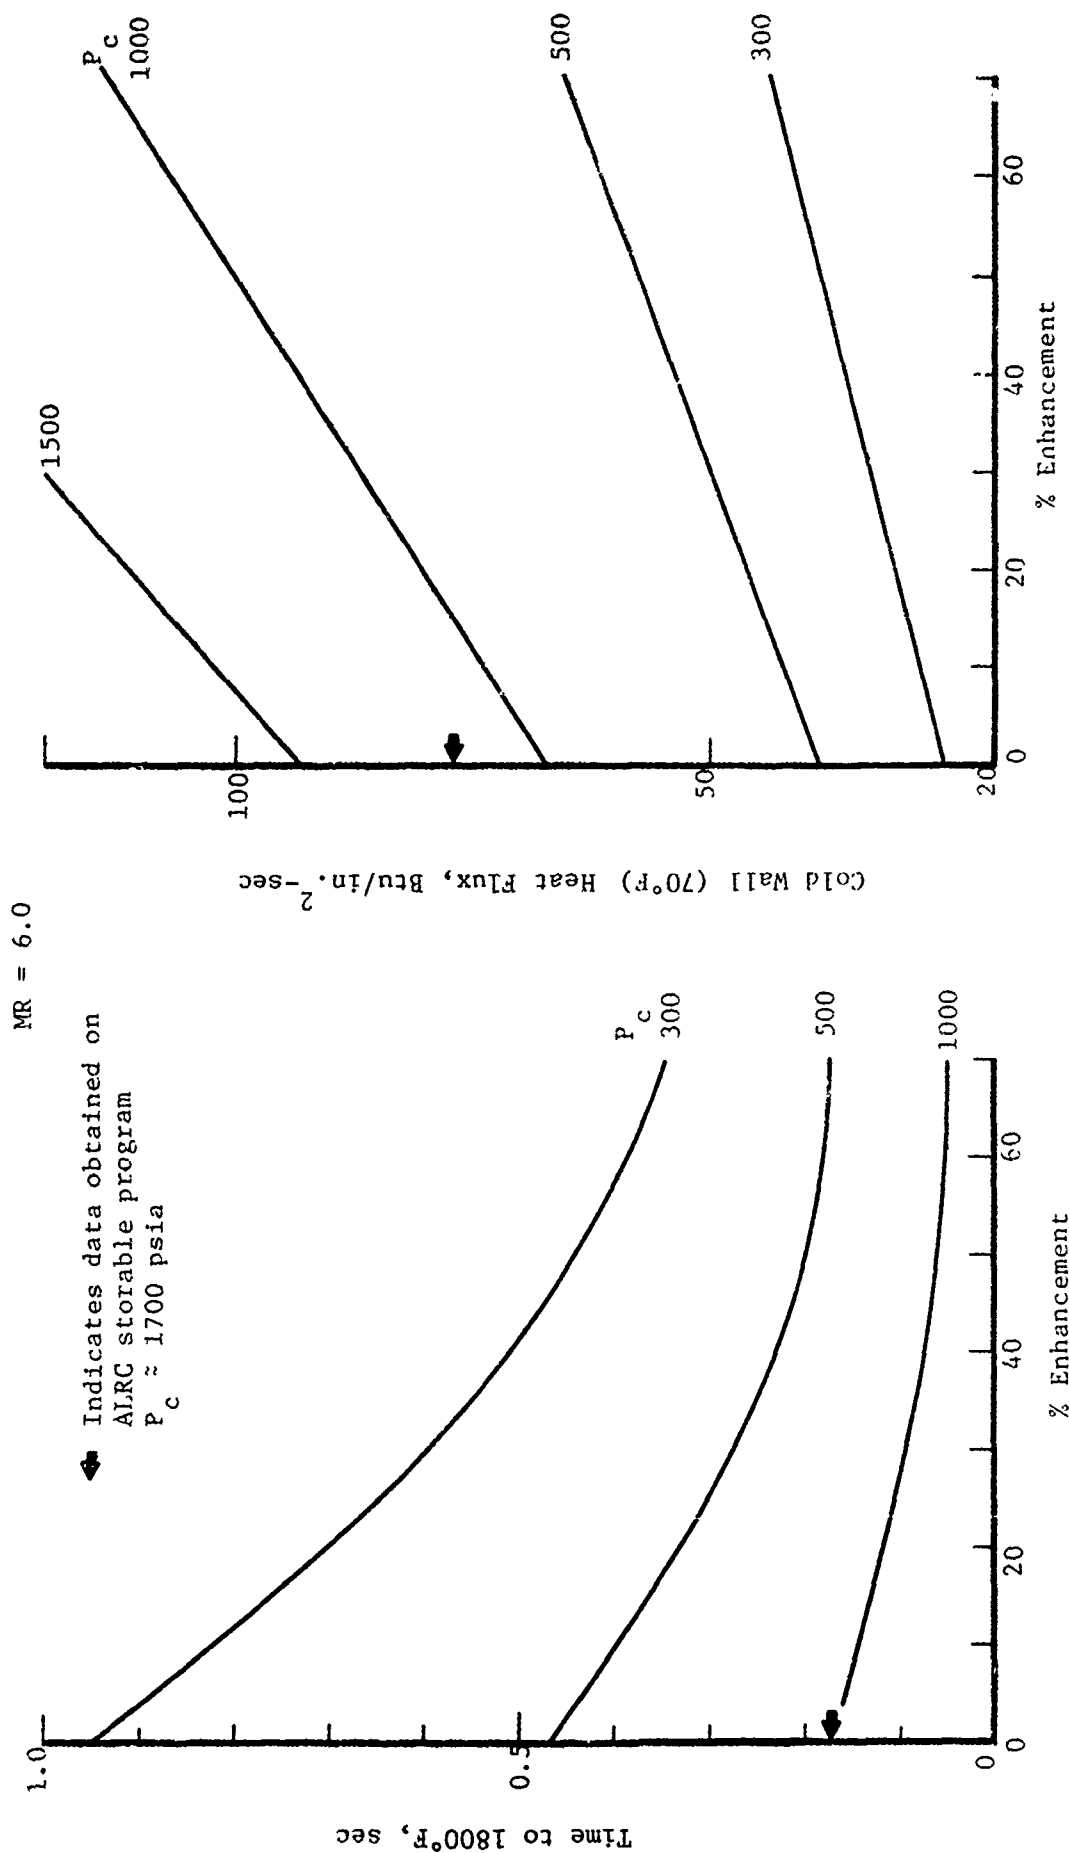 MR = 6.0
Indicates data obtained on
ALRC storable program
P_c ≈ 1700 psia
Time to 1800°F, sec
1.0
0.5
0
0
20
40
60
% Enhancement
P_c
300
500
1000
Cold Wall (70°F) Heat Flux, Btu/in.²-sec
100
50
20
0
20
40
60
% Enhancement
1500
P_c
1000
500
300